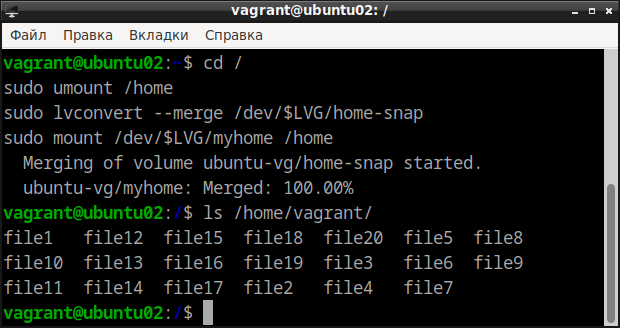 vagrant@ubuntu02: /
Файл Правка Вкладки Справка
vagrant@ubuntu02:~$ cd /
sudo umount /home
sudo lvconvert --merge /dev/$LVG/home-snap
sudo mount /dev/$LVG/myhome /home
  Merging of volume ubuntu-vg/home-snap started.
  ubuntu-vg/myhome: Merged: 100.00%
vagrant@ubuntu02:/$ ls /home/vagrant/
file1   file12  file15  file18  file20  file5  file8
file10  file13  file16  file19  file3   file6  file9
file11  file14  file17  file2   file4   file7
vagrant@ubuntu02:/$